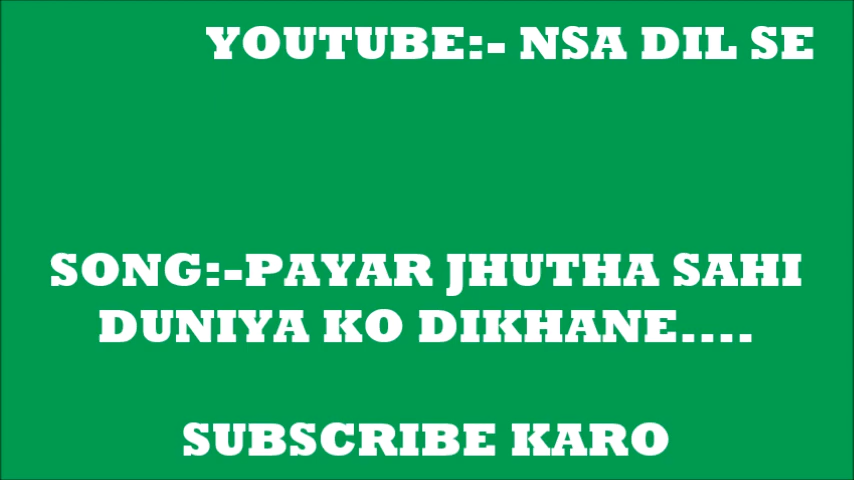 YOUTUBE:- NSA DIL SE
SONG:-PAYAR JHUTHA SAHI
DUNIYA KO DIKHANE....
SUBSCRIBE KARO